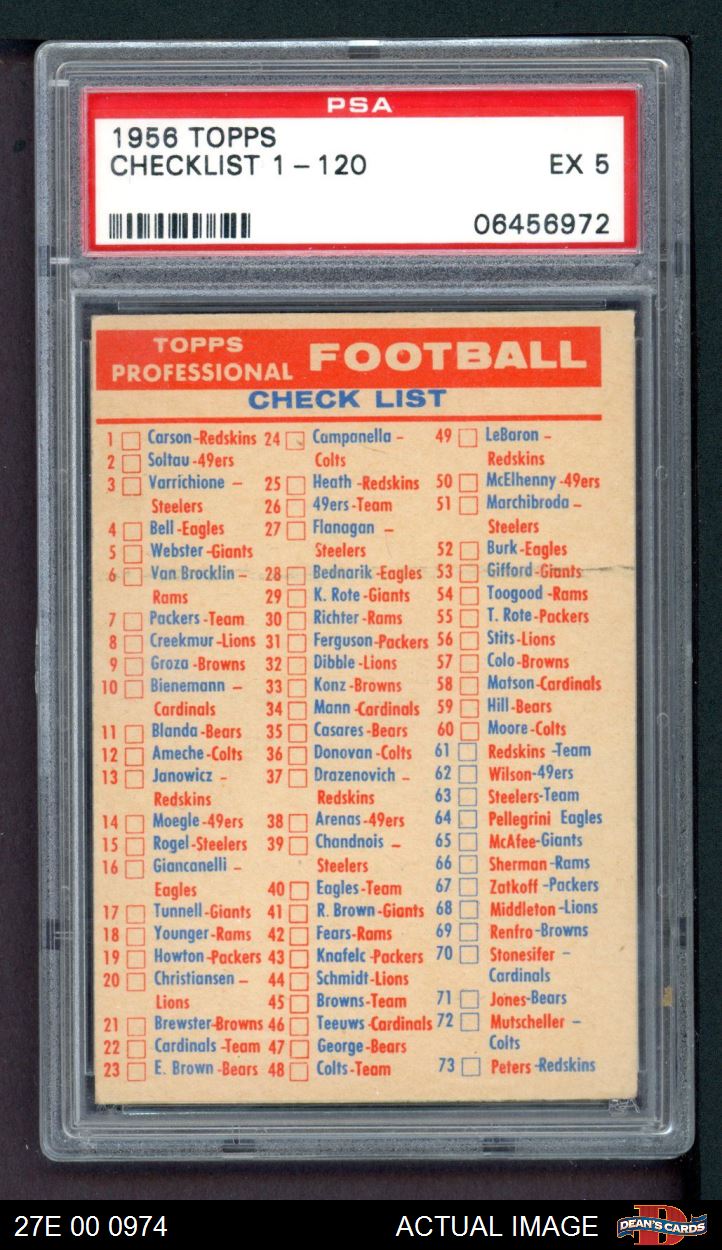 PSA
1956 TOPPS
CHECKLIST 1 - 120 EX 5
06456972
TOPPS
PROFESSIONAL FOOTBALL
CHECK LIST
1 Carson-Redskins
2 Soltau-49ers
3 Varrichione -
Steelers
4 Bell-Eagles
5 Webster-Giants
6 Van Brocklin-
Rams
7 Packers-Team
8 Creekmur-Lions
9 Groza-Browns
10 Bienemann -
Cardinals
11 Blanda-Bears
12 Ameche-Colts
13 Janowicz -
Redskins
14 Moegle-49ers
15 Rogel-Steelers
16 Giancanelli -
Eagles
17 Tunnell-Giants
18 Younger-Rams
19 Howton-Packers
20 Christiansen-
Lions
21 Brewster-Browns
22 Cardinals-Team
23 E. Brown-Bears
24 Campanella -
Colts
25 Heath-Redskins
26 49ers-Team
27 Flanagan -
Steelers
28 Bednarik-Eagles
29 K. Rote-Giants
30 Richter-Rams
31 Ferguson-Packers
32 Dibble-Lions
33 Konz-Browns
34 Mann-Cardinals
35 Casares-Bears
36 Donovan-Colts
37 Drazenovich -
Redskins
38 Arenas-49ers
39 Chandnois -
Steelers
40 Eagles-Team
41 R. Brown-Giants
42 Fears-Rams
43 Knafelc-Packers
44 Schmidt-Lions
45 Browns-Team
46 Teeuws-Cardinals
47 George-Bears
48 Colts-Team
49 LeBaron -
Redskins
50 McElhenny-49ers
51 Marchibroda -
Steelers
52 Burk-Eagles
53 Gifford-Giants
54 Toogood-Rams
55 T. Rote-Packers
56 Stits-Lions
57 Colo-Browns
58 Matson-Cardinals
59 Hill-Bears
60 Moore-Colts
61 Redskins-Team
62 Wilson-49ers
63 Steelers-Team
64 Pellegrini Eagles
65 McAfee-Giants
66 Sherman-Rams
67 Zatkoff-Packers
68 Middleton-Lions
69 Renfro-Browns
70 Stonesifer -
Cardinals
71 Jones-Bears
72 Mutscheller -
Colts
73 Peters-Redskins
27E 00 0974 ACTUAL IMAGE DEAN'S CARDS